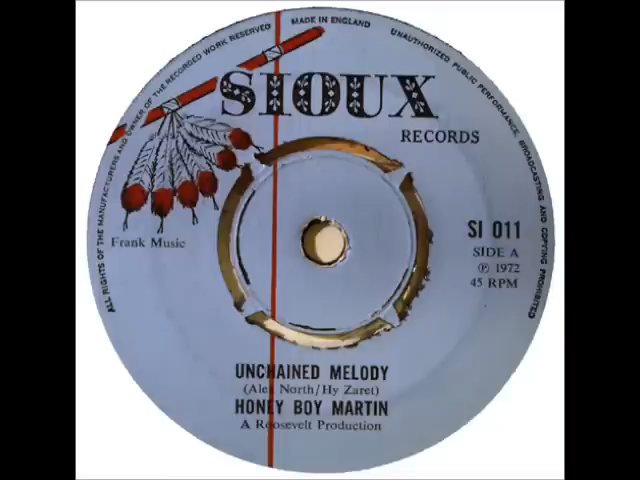 ALL RIGHTS OF THE MANUFACTURERS AND OWNER OF THE RECORDED WORK RESERVED
MADE IN ENGLAND
UNAUTHORIZED PUBLIC PERFORMANCE, BROADCASTING AND COPYING PROHIBITED
SIOUX
RECORDS
Frank Music
SI 011
SIDE A
℗ 1972
45 RPM
UNCHAINED MELODY
(Alex North/Hy Zaret)
HONEY BOY MARTIN
A Roosevelt Production